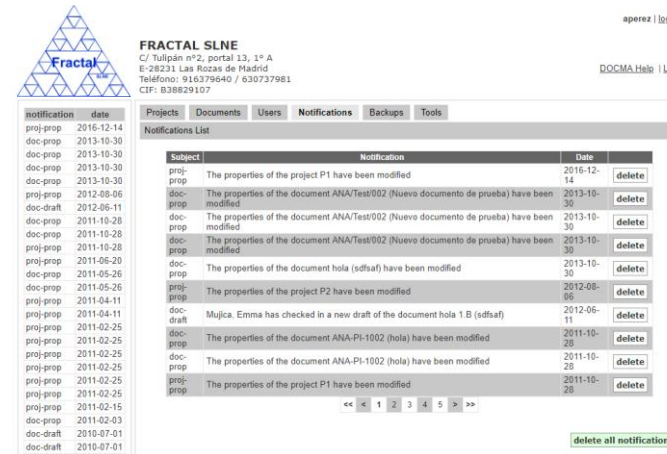 aperez | lo
Fractal
SLNE
FRACTAL SLNE
C/ Tulipán nº2, portal 13, 1º A
E-28231 Las Rozas de Madrid
Teléfono: 916379640 / 630737981
CIF: B38829107
DOCMA Help | L
notification date
proj-prop 2016-12-14
doc-prop 2013-10-30
doc-prop 2013-10-30
doc-prop 2013-10-30
doc-prop 2013-10-30
proj-prop 2012-08-06
doc-draft 2012-06-11
doc-prop 2011-10-28
doc-prop 2011-10-28
proj-prop 2011-10-28
proj-prop 2011-06-20
doc-prop 2011-05-26
doc-prop 2011-05-26
proj-prop 2011-04-11
proj-prop 2011-04-11
proj-prop 2011-02-25
proj-prop 2011-02-25
proj-prop 2011-02-25
proj-prop 2011-02-25
proj-prop 2011-02-25
proj-prop 2011-02-25
proj-prop 2011-02-15
proj-prop 2011-02-03
doc-draft 2010-07-01
doc-draft 2010-07-01
Projects Documents Users Notifications Backups Tools
Notifications List
Subject Notification Date
proj-prop The properties of the project P1 have been modified 2016-12-14 delete
doc-prop The properties of the document ANA/Test/002 (Nuevo documento de prueba) have been modified 2013-10-30 delete
doc-prop The properties of the document ANA/Test/002 (Nuevo documento de prueba) have been modified 2013-10-30 delete
doc-prop The properties of the document ANA/Test/002 (Nuevo documento de prueba) have been modified 2013-10-30 delete
doc-prop The properties of the document hola (sdfsaf) have been modified 2013-10-30 delete
proj-prop The properties of the project P2 have been modified 2012-08-06 delete
doc-draft Mujica, Emma has checked in a new draft of the document hola 1.B (sdfsaf) 2012-06-11 delete
doc-prop The properties of the document ANA-PI-1002 (hola) have been modified 2011-10-28 delete
doc-prop The properties of the document ANA-PI-1002 (hola) have been modified 2011-10-28 delete
proj-prop The properties of the project P1 have been modified 2011-10-28 delete
<< < 1 2 3 4 5 > >>
delete all notification